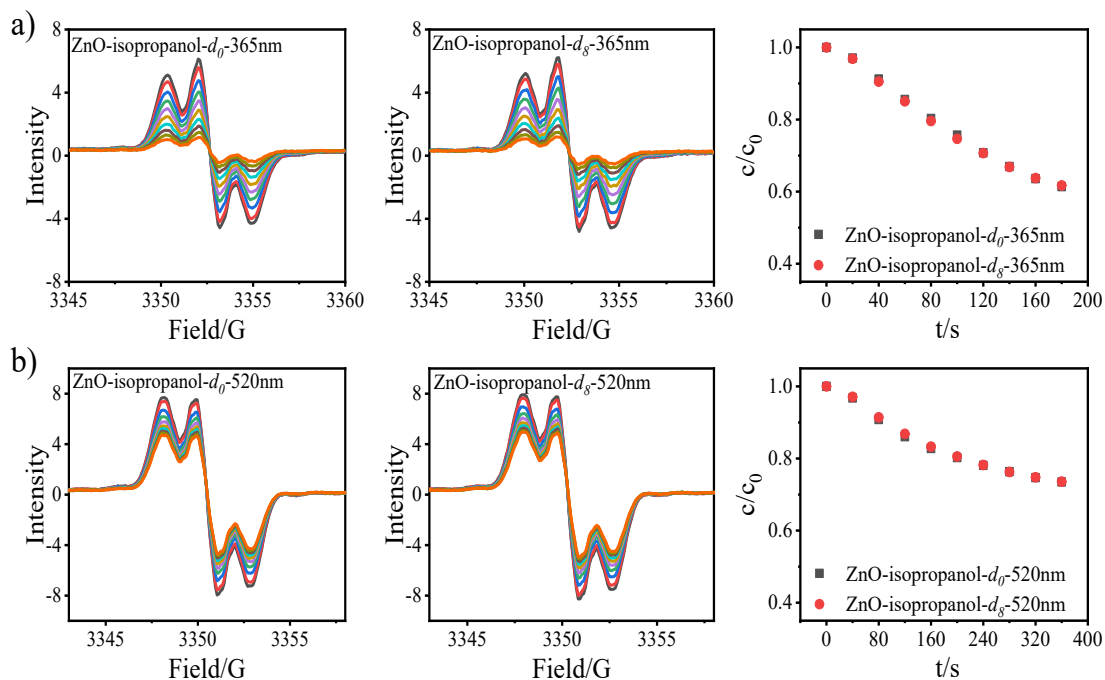 a)
ZnO-isopropanol-d0-365nm
8
4
0
-4
-8
Intensity
3345 3350 3355 3360
Field/G
ZnO-isopropanol-d8-365nm
8
4
0
-4
-8
Intensity
3345 3350 3355 3360
Field/G
1.0
0.8
0.6
0.4
c/c0
ZnO-isopropanol-d0-365nm
ZnO-isopropanol-d8-365nm
0 40 80 120 160 200
t/s
b)
ZnO-isopropanol-d0-520nm
8
4
0
-4
-8
Intensity
3345 3350 3355
Field/G
ZnO-isopropanol-d8-520nm
8
4
0
-4
-8
Intensity
3345 3350 3355
Field/G
1.0
0.8
0.6
0.4
c/c0
ZnO-isopropanol-d0-520nm
ZnO-isopropanol-d8-520nm
0 80 160 240 320 400
t/s